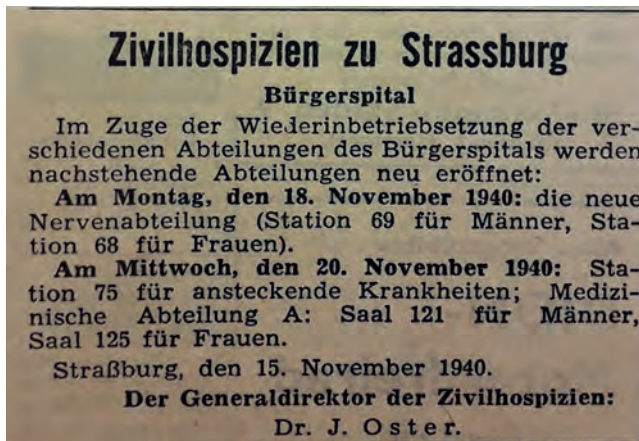 Zivilhospizien zu Strassburg
Bürgerspital
Im Zuge der Wiederinbetriebsetzung der ver-
schiedenen Abteilungen des Bürgerspitals werden
nachstehende Abteilungen neu eröffnet:
Am Montag, den 18. November 1940: die neue
Nervenabteilung (Station 69 für Männer, Sta-
tion 68 für Frauen).
Am Mittwoch, den 20. November 1940: Sta-
tion 75 für ansteckende Krankheiten; Medizi-
nische Abteilung A: Saal 121 für Männer,
Saal 125 für Frauen.
Straßburg, den 15. November 1940.
Der Generaldirektor der Zivilhospizien:
Dr. J. Oster.